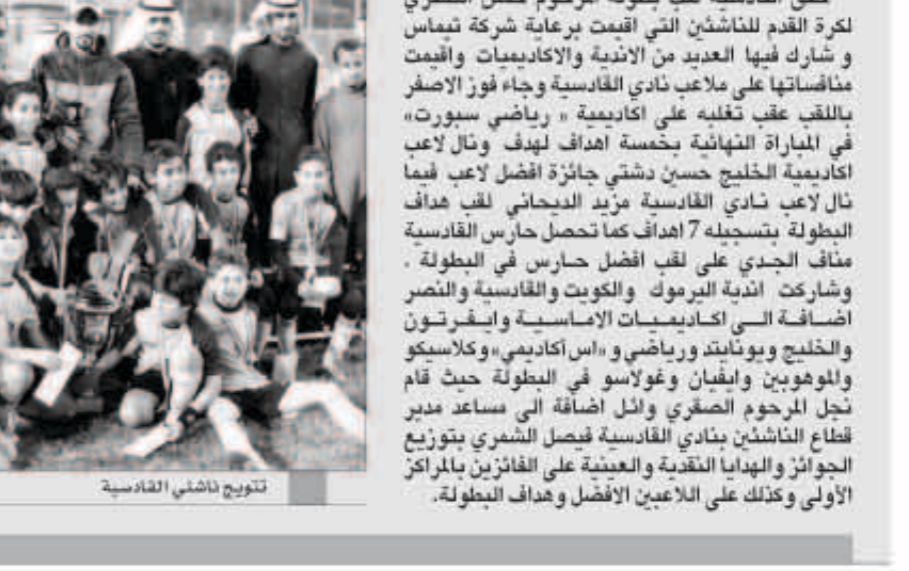 لكرة القدم للناشئين التي اقيمت برعاية شركة تيماس
و شارك فيها العديد من الاندية والاكاديميات واقيمت
منافساتها على ملاعب نادي القادسية وجاء فوز الاصفر
باللقب عقب تغلبه على اكاديمية « رياضي سبورت»
في المباراة النهائية بخمسة اهداف لهدف ونال لاعب
اكاديمية الخليج حسين دشتي جائزة افضل لاعب فيما
نال لاعب نادي القادسية مزيد الديحاني لقب هداف
البطولة بتسجيله 7 اهداف كما تحصل حارس القادسية
مناف الجدي على لقب افضل حارس في البطولة .
وشاركت اندية اليرموك والكويت والقادسية والنصر
اضافة الى اكاديميات الاماسية وايفرتون
والخليج ويونايتد ورياضي و «اس آكاديمي» وكلاسيكو
والموهوبين وايفيان وغولاسو في البطولة حيث قام
نجل المرحوم الصقري وائل اضافة الى مساعد مدير
قطاع الناشئين بنادي القادسية فيصل الشمري بتوزيع
الجوائز والهدايا النقدية والعينية على الفائزين بالمراكز
الأولى وكذلك على اللاعبين الافضل وهداف البطولة.
تتويج ناشئي القادسية